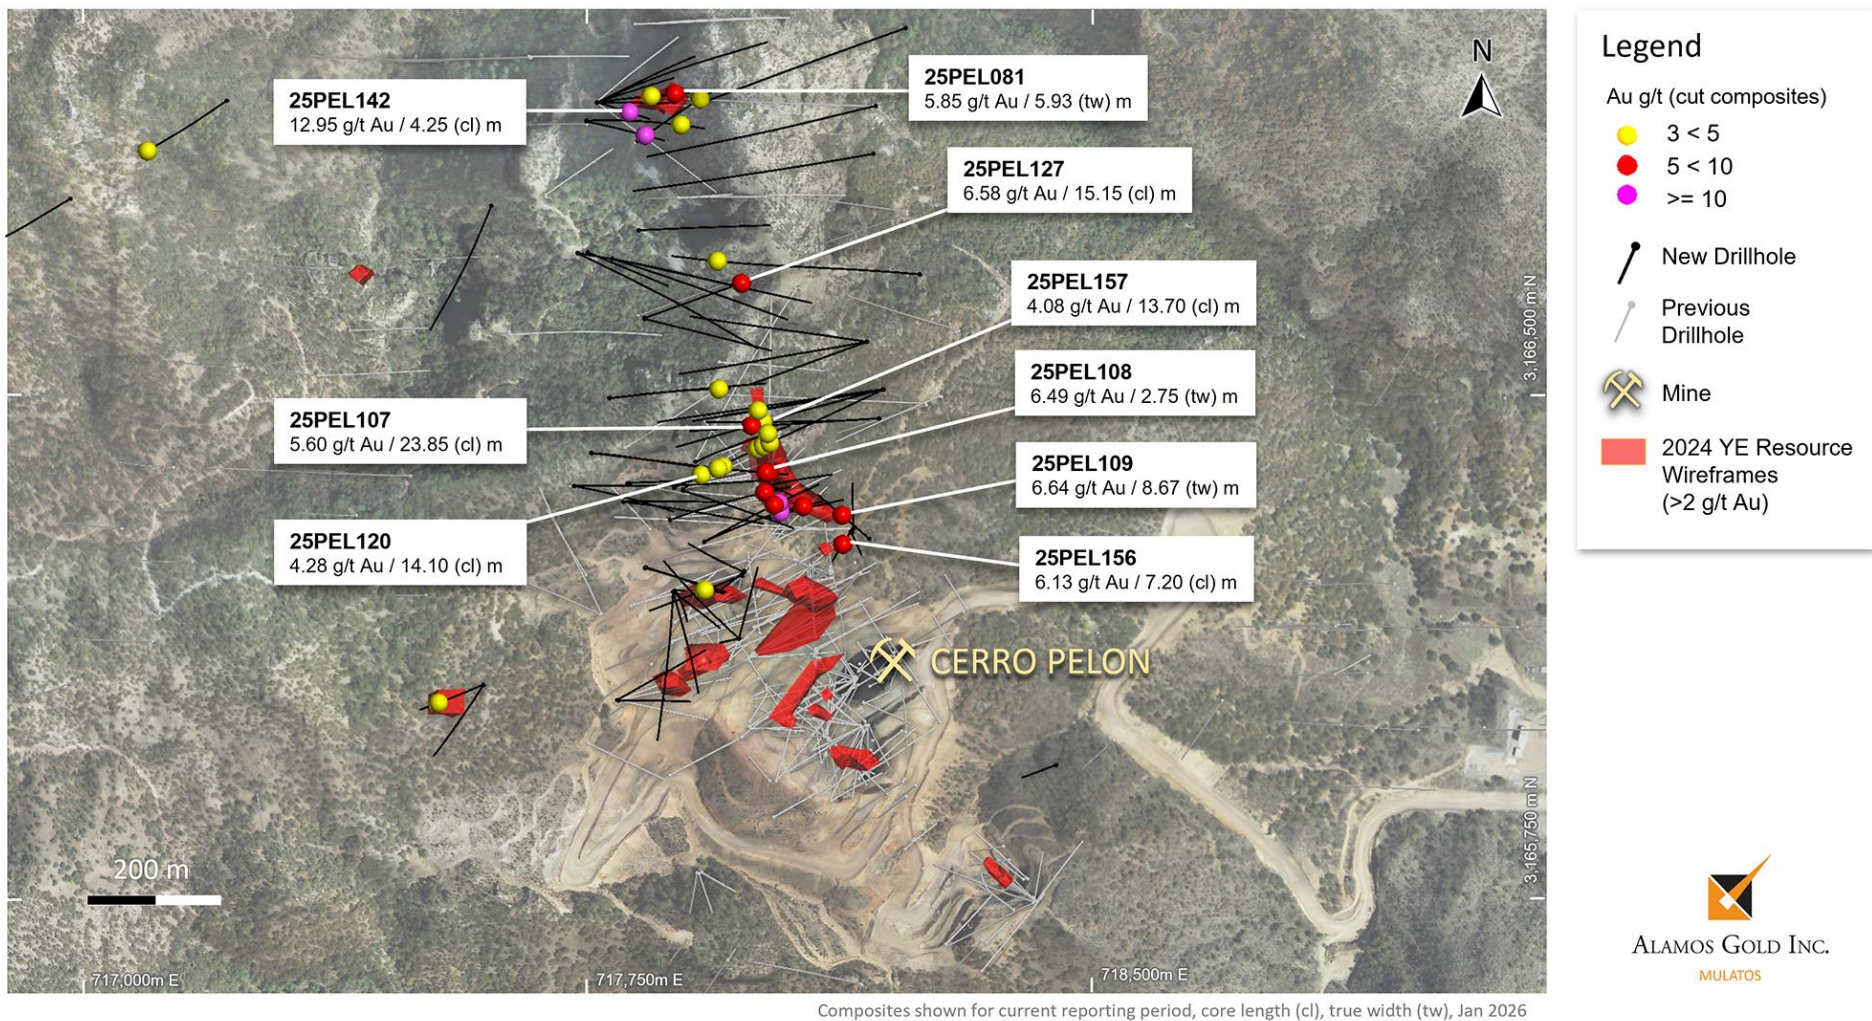 25PEL142
12.95 g/t Au / 4.25 (cl) m
25PEL081
5.85 g/t Au / 5.93 (tw) m
25PEL127
6.58 g/t Au / 15.15 (cl) m
25PEL157
4.08 g/t Au / 13.70 (cl) m
25PEL108
6.49 g/t Au / 2.75 (tw) m
25PEL107
5.60 g/t Au / 23.85 (cl) m
25PEL109
6.64 g/t Au / 8.67 (tw) m
25PEL120
4.28 g/t Au / 14.10 (cl) m
25PEL156
6.13 g/t Au / 7.20 (cl) m
CERRO PELON
N
3,166,500 m N
3,165,750 m N
200 m
717,000m E
717,750m E
718,500m E
Legend
Au g/t (cut composites)
3 < 5
5 < 10
>= 10
New Drillhole
Previous
Drillhole
Mine
2024 YE Resource
Wireframes
(>2 g/t Au)
ALAMOS GOLD INC.
MULATOS
Composites shown for current reporting period, core length (cl), true width (tw), Jan 2026